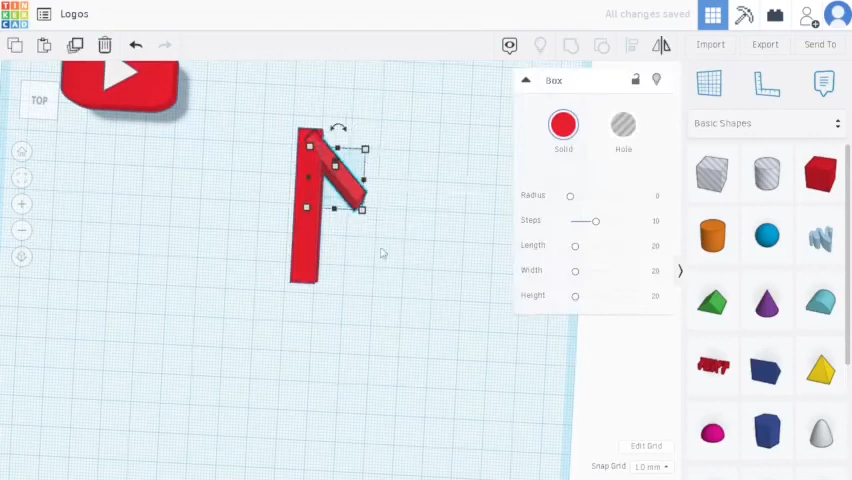 TIN
KER
CAD
Logos
All changes saved
Import
Export
Send To
TOP
Box
Solid
Hole
Radius
0
Steps
10
Length
20
Width
20
Height
20
Basic Shapes
TEXT
Edit Grid
Snap Grid
1.0 mm